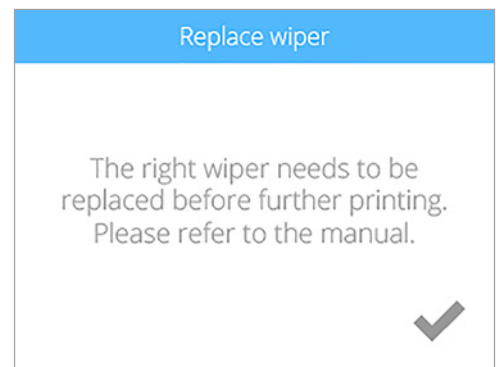 Replace wiper
The right wiper needs to be
replaced before further printing.
Please refer to the manual.